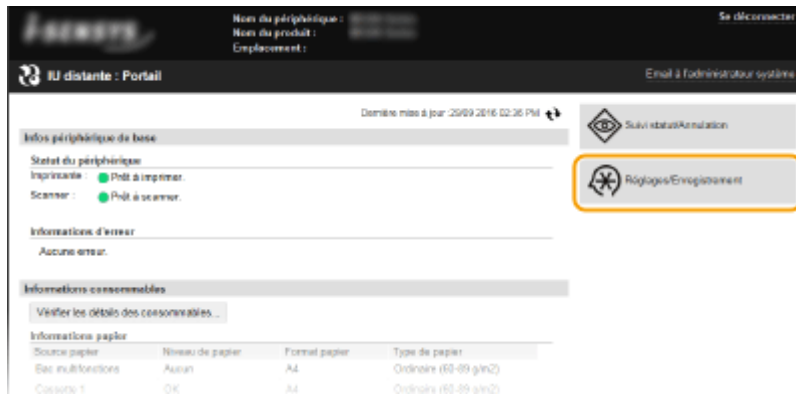 i-SENSYS
Nom du périphérique :
Nom du produit :
Emplacement :
Se déconnecter
IU distante : Portail
Email à l'administrateur système
Dernière mise à jour :29/09 2016 02:36 PM
Infos périphérique de base
Statut du périphérique
Imprimante : Prêt à imprimer.
Scanner : Prêt à scanner.
Informations d'erreur
Aucune erreur.
Informations consommables
Vérifier les détails des consommables...
Informations papier
Source papier Niveau de papier Format papier Type de papier
Bac multifonctions Aucun A4 Ordinaire (60-89 g/m2)
Cassette 1 OK A4 Ordinaire (60-89 g/m2)
Suivi statut/Annulation
Réglages/Enregistrement